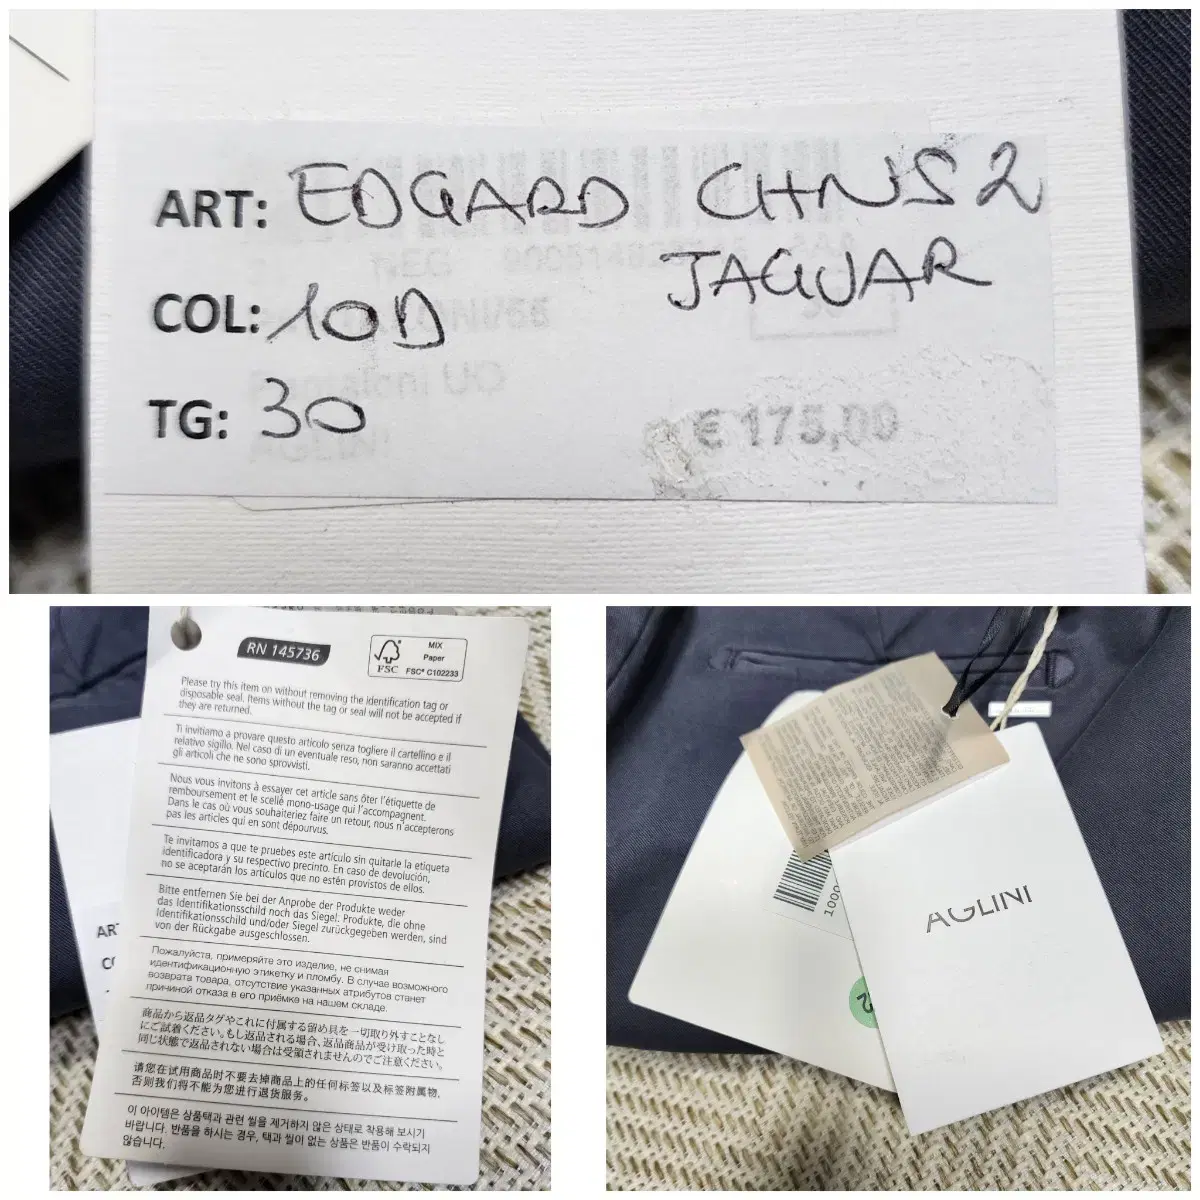 ART: EDGARD CHNS2
JAGUAR
COL: 10D
TG: 30
€ 175,00
RN 145736
FSC
MIX
Paper
FSC® C102233
Please try this item on without removing the identification tag or
disposable seal. Items without the tag or seal will not be accepted if
they are returned.
Ti invitiamo a provare questo articolo senza togliere il cartellino e il
relativo sigillo. Nel caso di un eventuale reso, non saranno accettati
gli articoli che ne sono sprovvisti.
Nous vous invitons à essayer cet article sans ôter l'étiquette de
remboursement et le scellé mono-usage qui l'accompagnent.
Dans le cas où vous souhaiteriez faire un retour, nous n'accepterons
pas les articles qui en sont dépourvus.
Te invitamos a que te pruebes este artículo sin quitarle la etiqueta
identificadora y su respectivo precinto. En caso de devolución,
no se aceptarán los artículos que no estén provistos de ellos.
Bitte entfernen Sie bei der Anprobe der Produkte weder
das Identifikationsschild noch das Siegel. Produkte, die ohne
Identifikationsschild und/oder Siegel zurückgegeben werden, sind
von der Rückgabe ausgeschlossen.
Пожалуйста, примеряйте это изделие, не снимая
идентификационную этикетку и пломбу. В случае возможного
возврата товара, отсутствие указанных атрибутов станет
причиной отказа в его приёмке на нашем складе.
商品から返品タグやこれに付属する留め具を一切取り外すことなし
にご試着ください。もし返品される場合、返品商品が受け取った時と
同じ状態で返品されない場合は受領されませんのでご注意ください。
请您在试用商品时不要去掉商品上的任何标签以及标签附属物,
否则我们将不能为您进行退货服务。
이 아이템은 상품택과 관련 씰을 제거하지 않은 상태로 착용해 보시기
바랍니다. 반품을 하시는 경우, 택과 씰이 없는 상품은 반품이 수락되지
않습니다.
AGLINI
1000
2